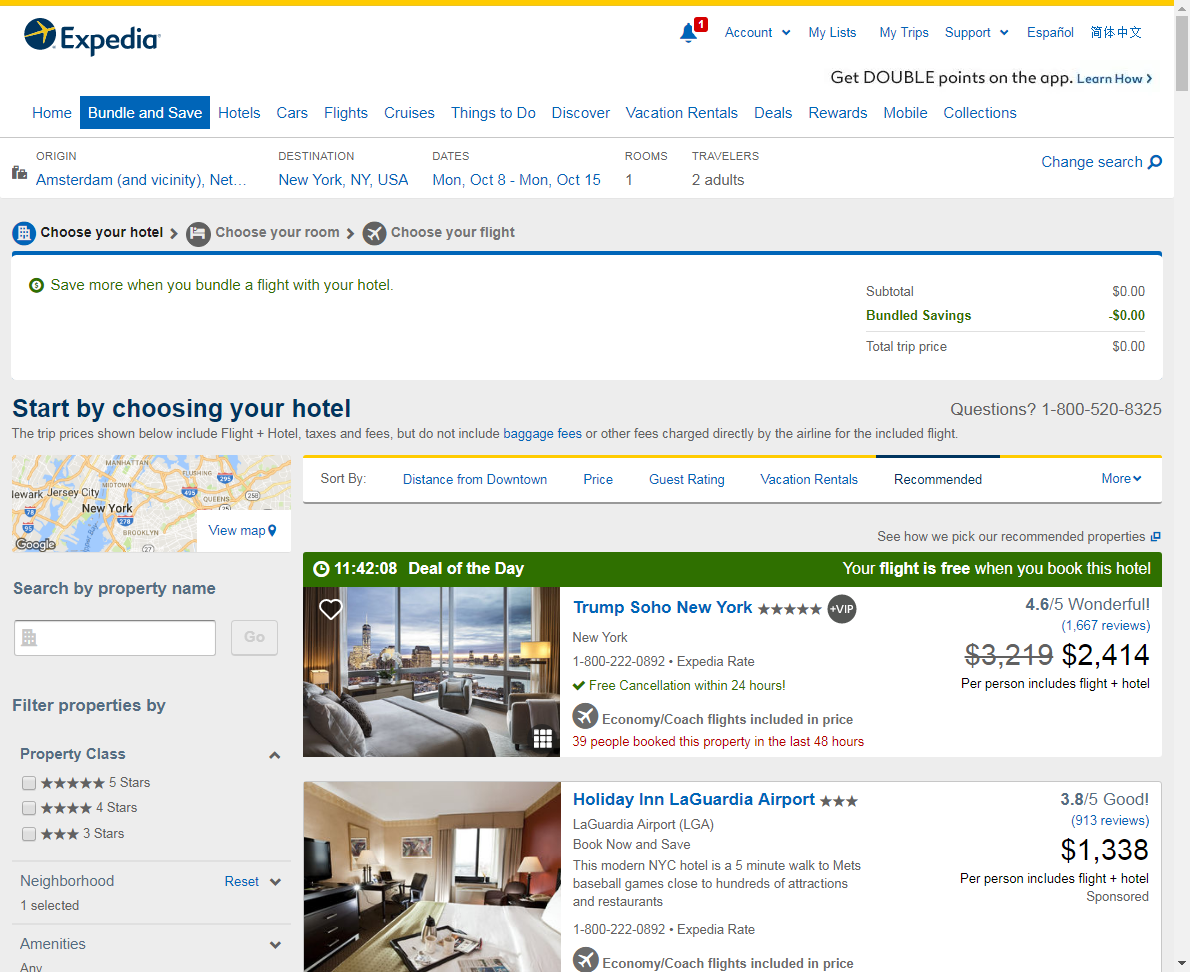 Expedia
1
Account
My Lists
My Trips
Support
Español
简体中文
Get DOUBLE points on the app. Learn How
Home
Bundle and Save
Hotels
Cars
Flights
Cruises
Things to Do
Discover
Vacation Rentals
Deals
Rewards
Mobile
Collections
ORIGIN
Amsterdam (and vicinity), Net...
DESTINATION
New York, NY, USA
DATES
Mon, Oct 8 - Mon, Oct 15
ROOMS
1
TRAVELERS
2 adults
Change search
Choose your hotel
Choose your room
Choose your flight
Save more when you bundle a flight with your hotel.
Subtotal $0.00
Bundled Savings -$0.00
Total trip price $0.00
Start by choosing your hotel
Questions? 1-800-520-8325
The trip prices shown below include Flight + Hotel, taxes and fees, but do not include baggage fees or other fees charged directly by the airline for the included flight.
MANHATTAN
FLUSHING
295
lewark
Jersey City
MIDTOWN
495
QUEENS
258
New York
78
278
95
BROOKLYN
27
Google
View map
Sort By:
Distance from Downtown
Price
Guest Rating
Vacation Rentals
Recommended
More
See how we pick our recommended properties
Search by property name
Go
Filter properties by
Property Class
5 Stars
4 Stars
3 Stars
Neighborhood
Reset
1 selected
Amenities
Any
11:42:08 Deal of the Day
Your flight is free when you book this hotel
Trump Soho New York
+VIP
New York
1-800-222-0892 • Expedia Rate
Free Cancellation within 24 hours!
Economy/Coach flights included in price
39 people booked this property in the last 48 hours
4.6/5 Wonderful!
(1,667 reviews)
$3,219 $2,414
Per person includes flight + hotel
Holiday Inn LaGuardia Airport
LaGuardia Airport (LGA)
Book Now and Save
This modern NYC hotel is a 5 minute walk to Mets
baseball games close to hundreds of attractions
and restaurants
1-800-222-0892 • Expedia Rate
Economy/Coach flights included in price
3.8/5 Good!
(913 reviews)
$1,338
Per person includes flight + hotel
Sponsored